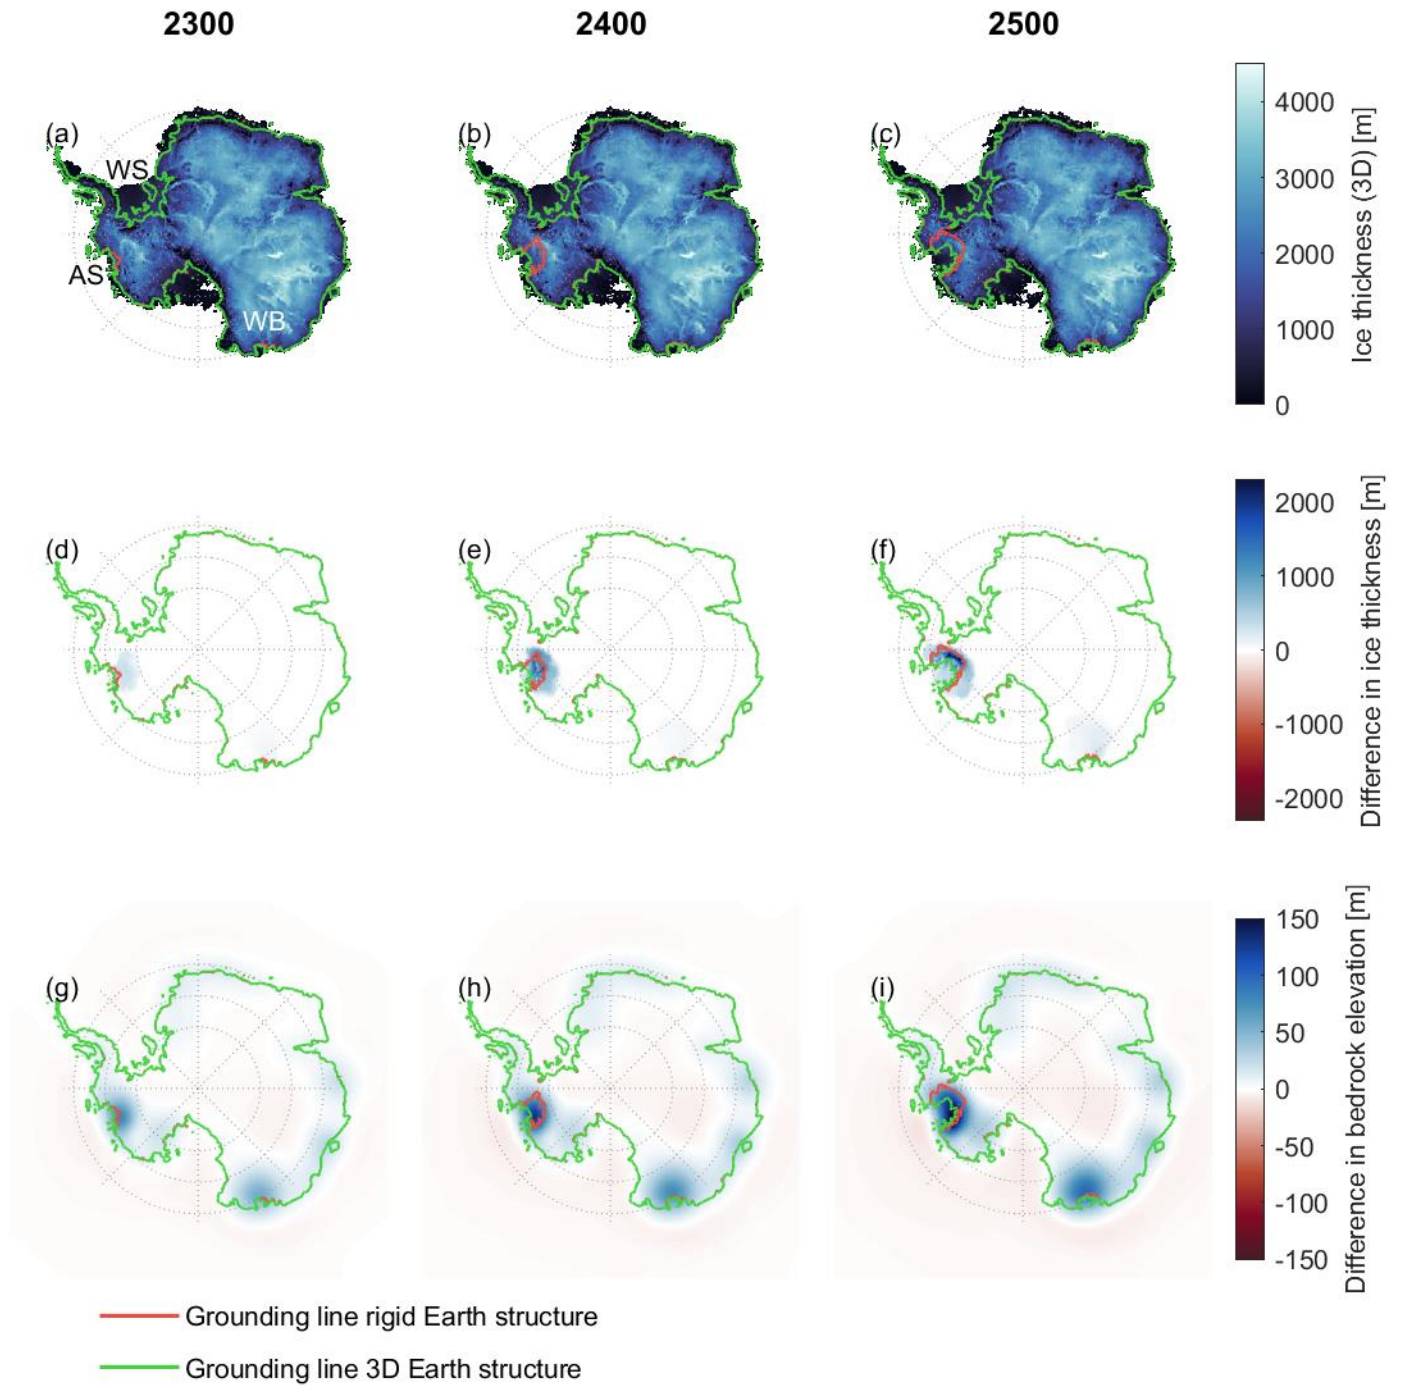 2300 2400 2500
(a) (b) (c)
WS
AS
WB
4000
3000
2000
1000
0
Ice thickness (3D) [m]
(d) (e) (f)
2000
1000
0
-1000
-2000
Difference in ice thickness [m]
(g) (h) (i)
150
100
50
0
-50
-100
-150
Difference in bedrock elevation [m]
Grounding line rigid Earth structure
Grounding line 3D Earth structure